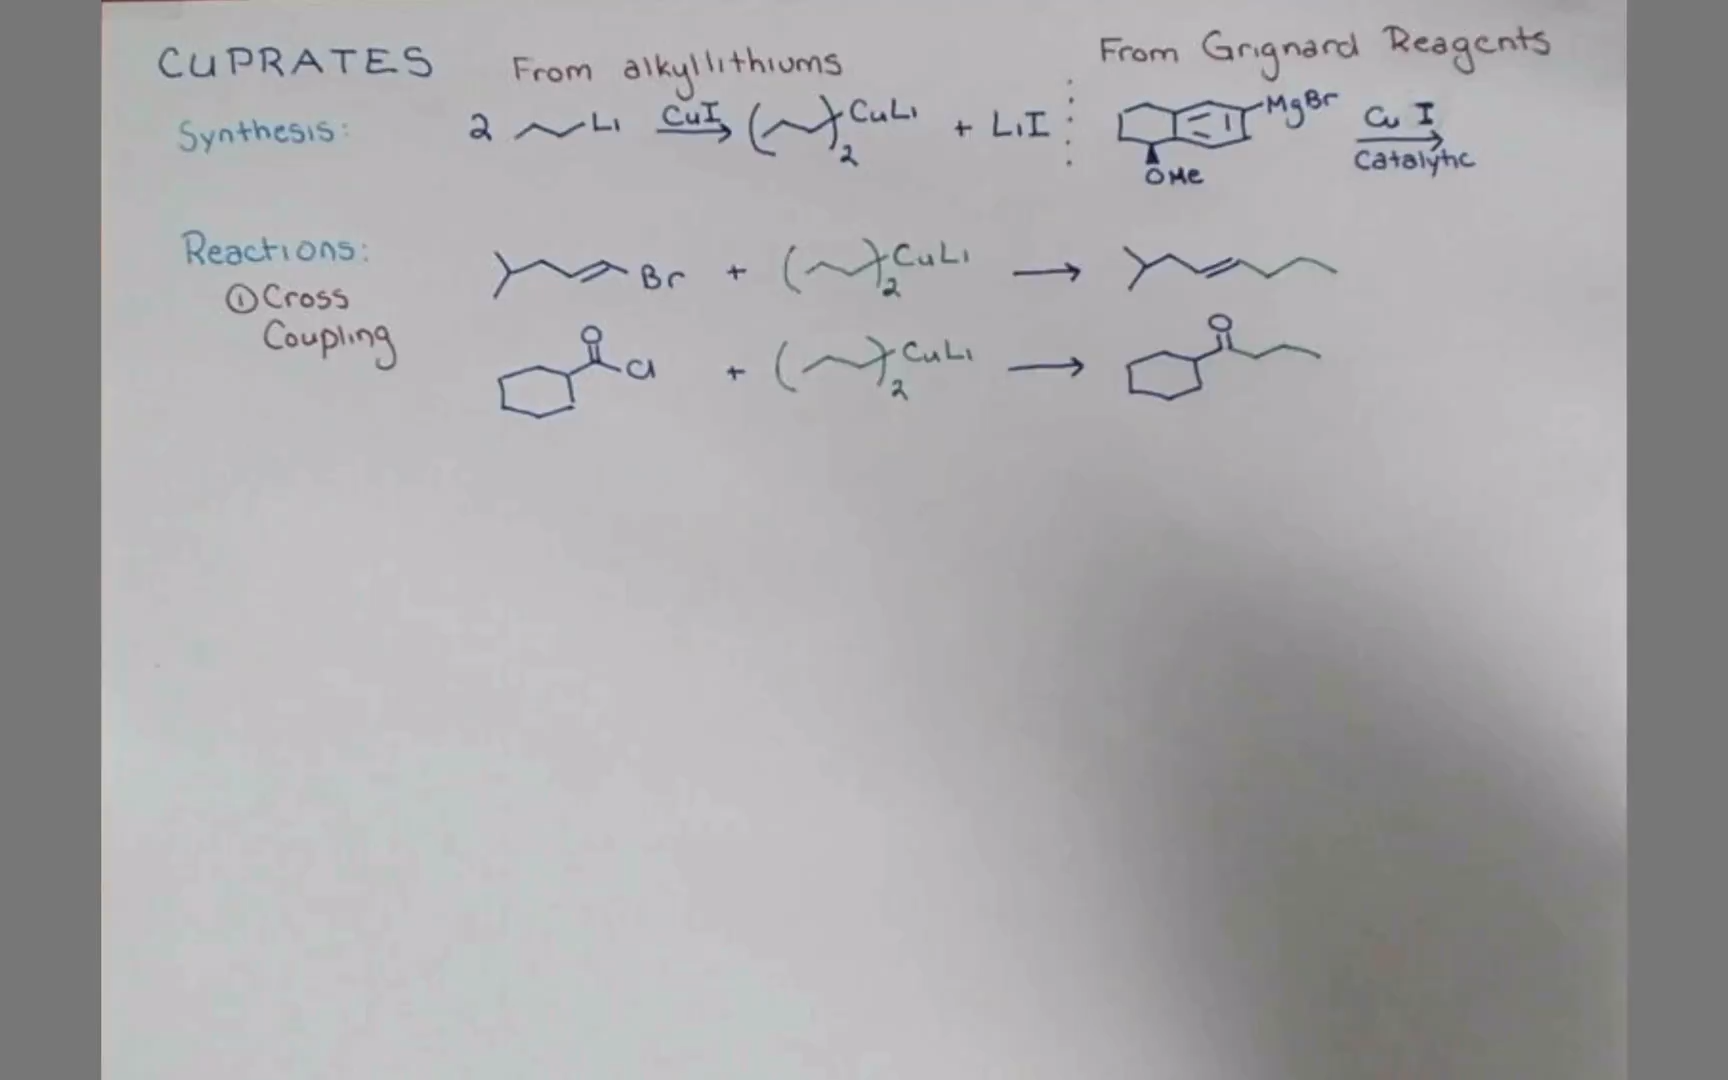 CUPRATES From alkyllithiums From Grignard Reagents
Synthesis: 2 Li CuI ( )2 CuLi + LiI MgBr OMe Cu I Catalytic
Reactions: Br + ( )2 CuLi
① Cross
Coupling
O Cl + ( )2 CuLi O